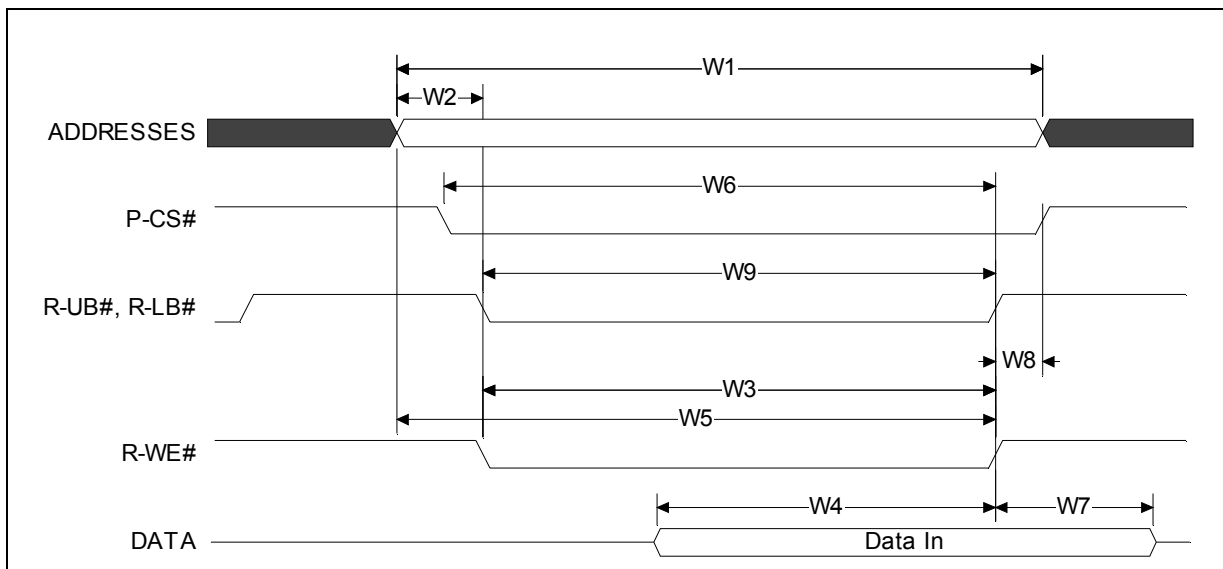 W1
W2
ADDRESSES
W6
P-CS#
W9
R-UB#, R-LB#
W8
W3
W5
R-WE#
W4
W7
DATA
Data In